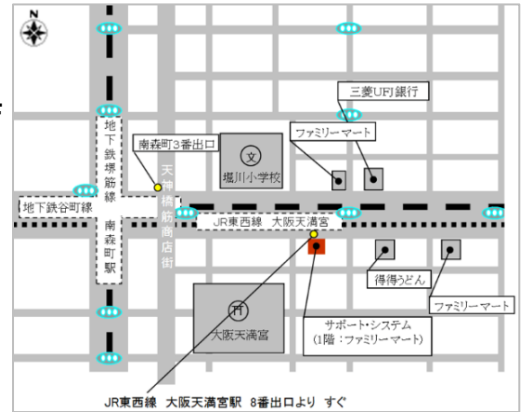 N
三菱UFJ銀行
ファミリーマート
南森町3番出口
文
堀川小学校
地下鉄堺筋線 南森町駅
天神橋筋商店街
地下鉄谷町線
JR東西線 大阪天満宮
得得うどん
ファミリーマート
大阪天満宮
サポート・システム
(1階:ファミリーマート)
JR東西線 大阪天満宮駅 8番出口より すぐ